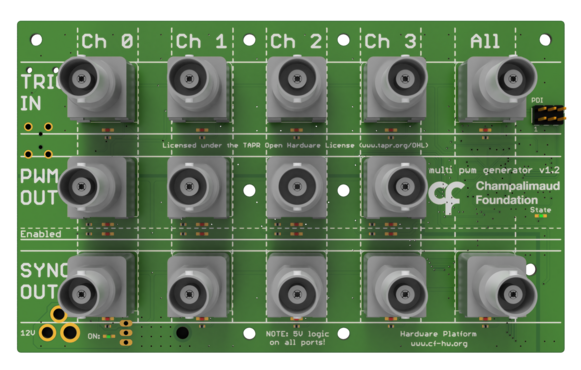 Ch 0 Ch 1 Ch 2 Ch 3 All
TRIG
IN
PDI
Licensed under the TAPR Open Hardware License (www.tapr.org/OHL)
PWM
OUT
multi pwm generator v1.2
Champalimaud
Foundation
State
Enabled
SYNC
OUT
12V
ON:
NOTE: 5V logic
on all ports!
Hardware Platform
www.cf-hw.org